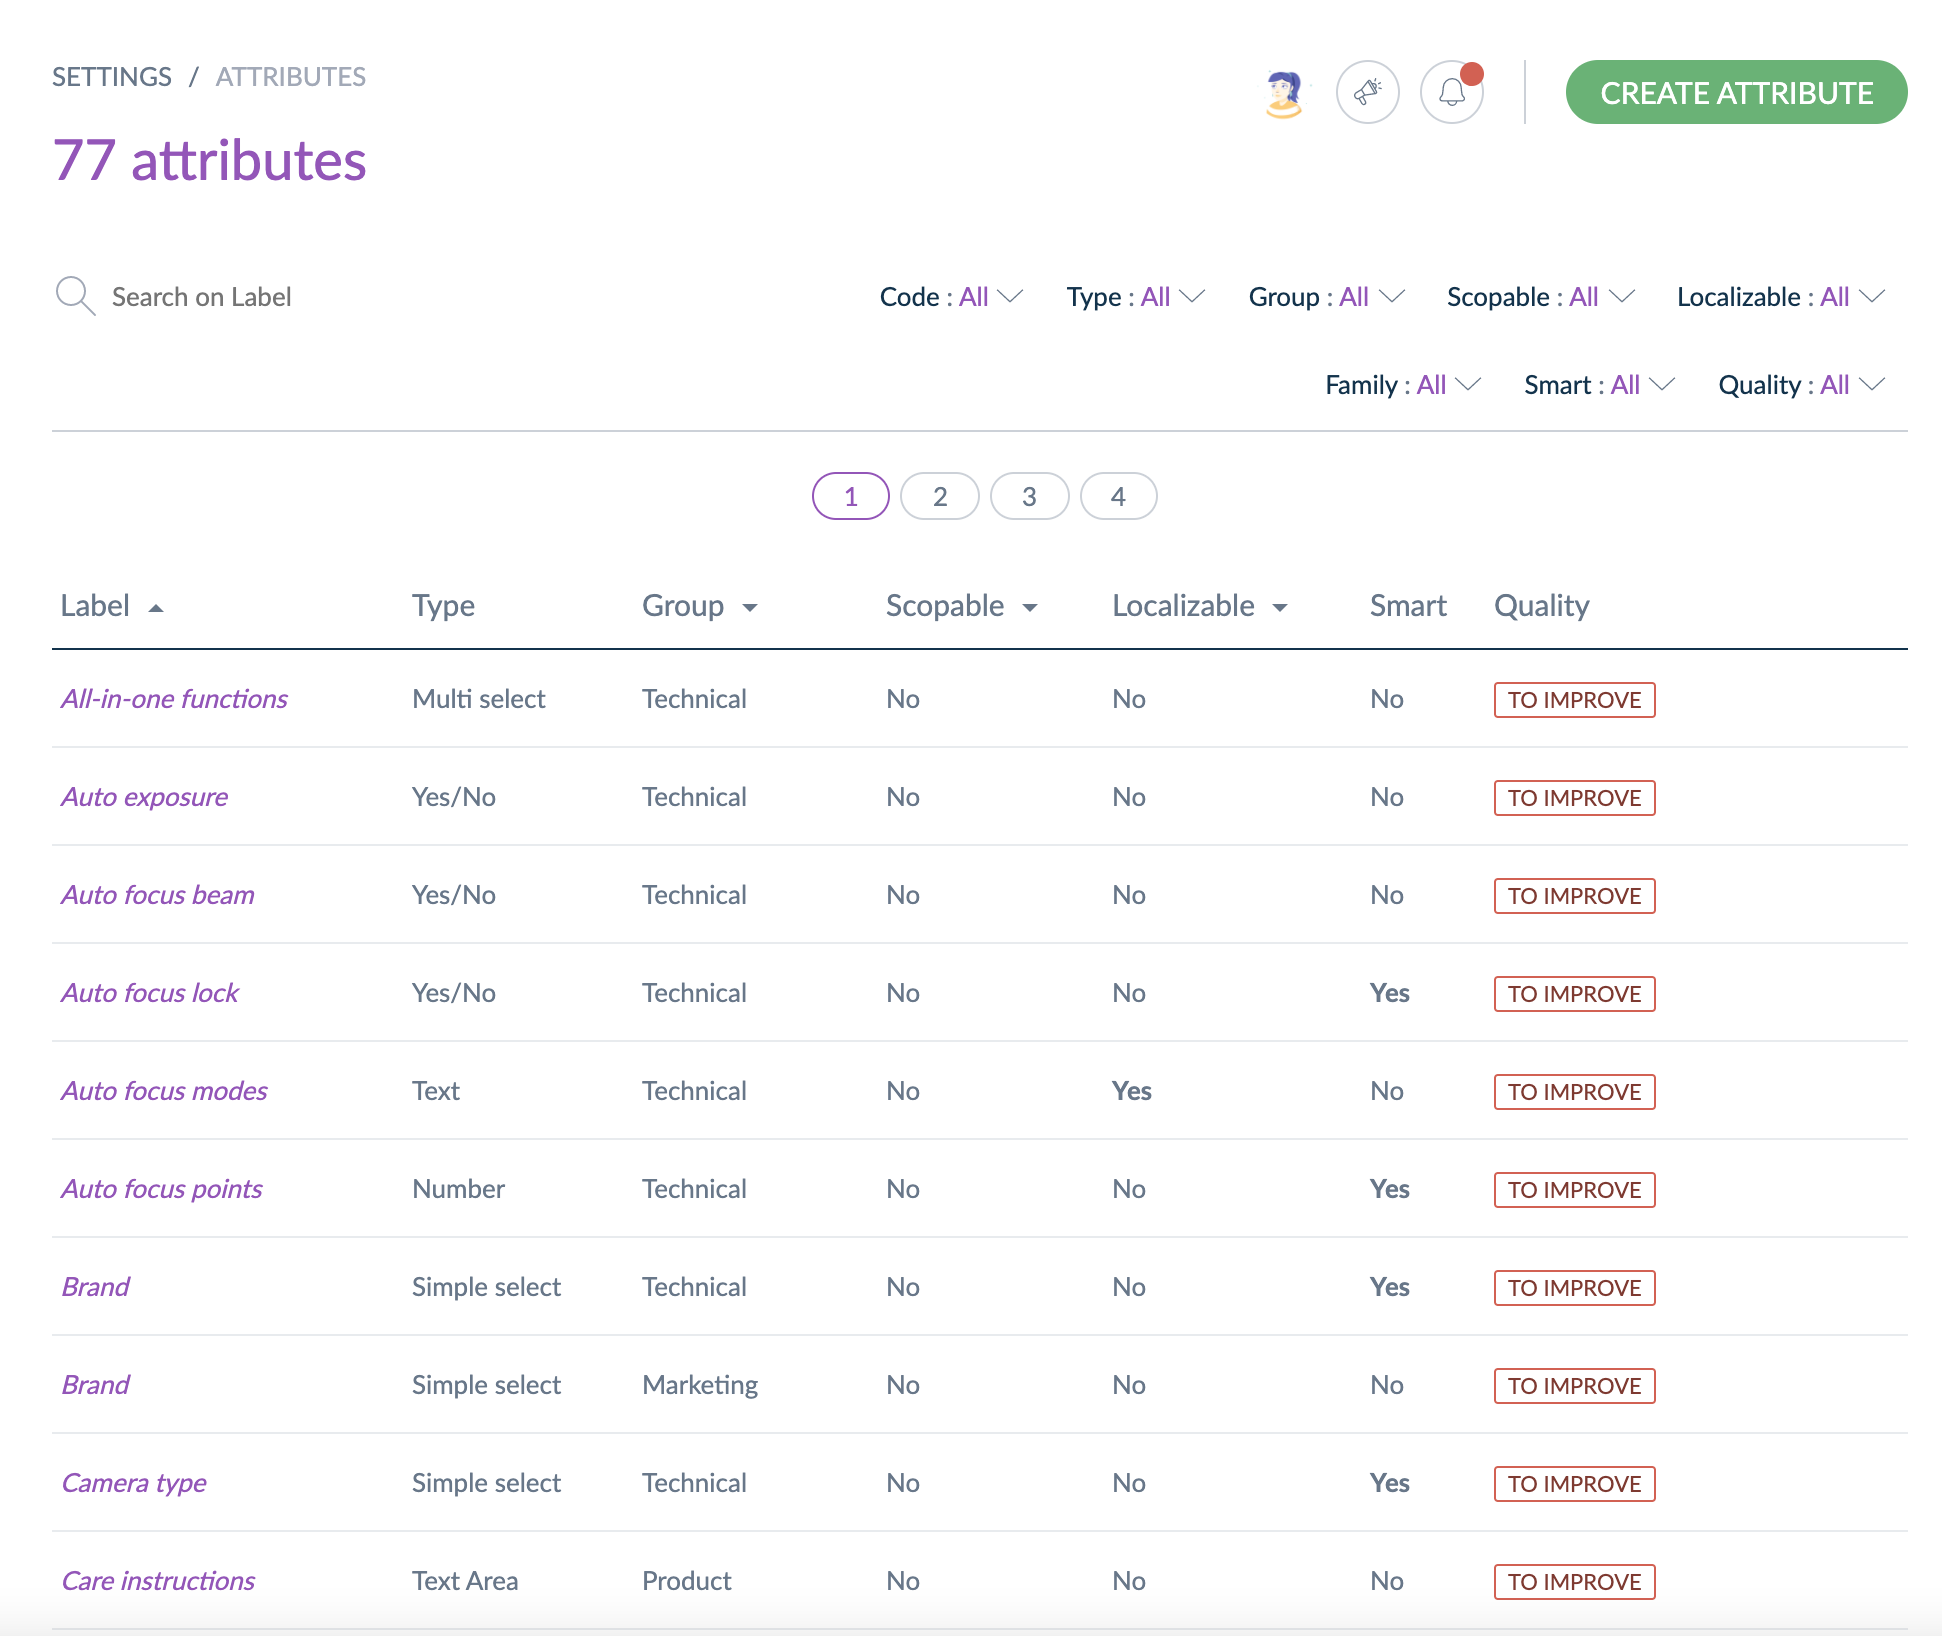 SETTINGS / ATTRIBUTES
CREATE ATTRIBUTE
77 attributes
Search on Label
Code : All Type : All Group : All Scopable : All Localizable : All
Family : All Smart : All Quality : All
1 2 3 4
Label Type Group Scopable Localizable Smart Quality
All-in-one functions Multi select Technical No No No TO IMPROVE
Auto exposure Yes/No Technical No No No TO IMPROVE
Auto focus beam Yes/No Technical No No No TO IMPROVE
Auto focus lock Yes/No Technical No No Yes TO IMPROVE
Auto focus modes Text Technical No Yes No TO IMPROVE
Auto focus points Number Technical No No Yes TO IMPROVE
Brand Simple select Technical No No Yes TO IMPROVE
Brand Simple select Marketing No No No TO IMPROVE
Camera type Simple select Technical No No Yes TO IMPROVE
Care instructions Text Area Product No No No TO IMPROVE